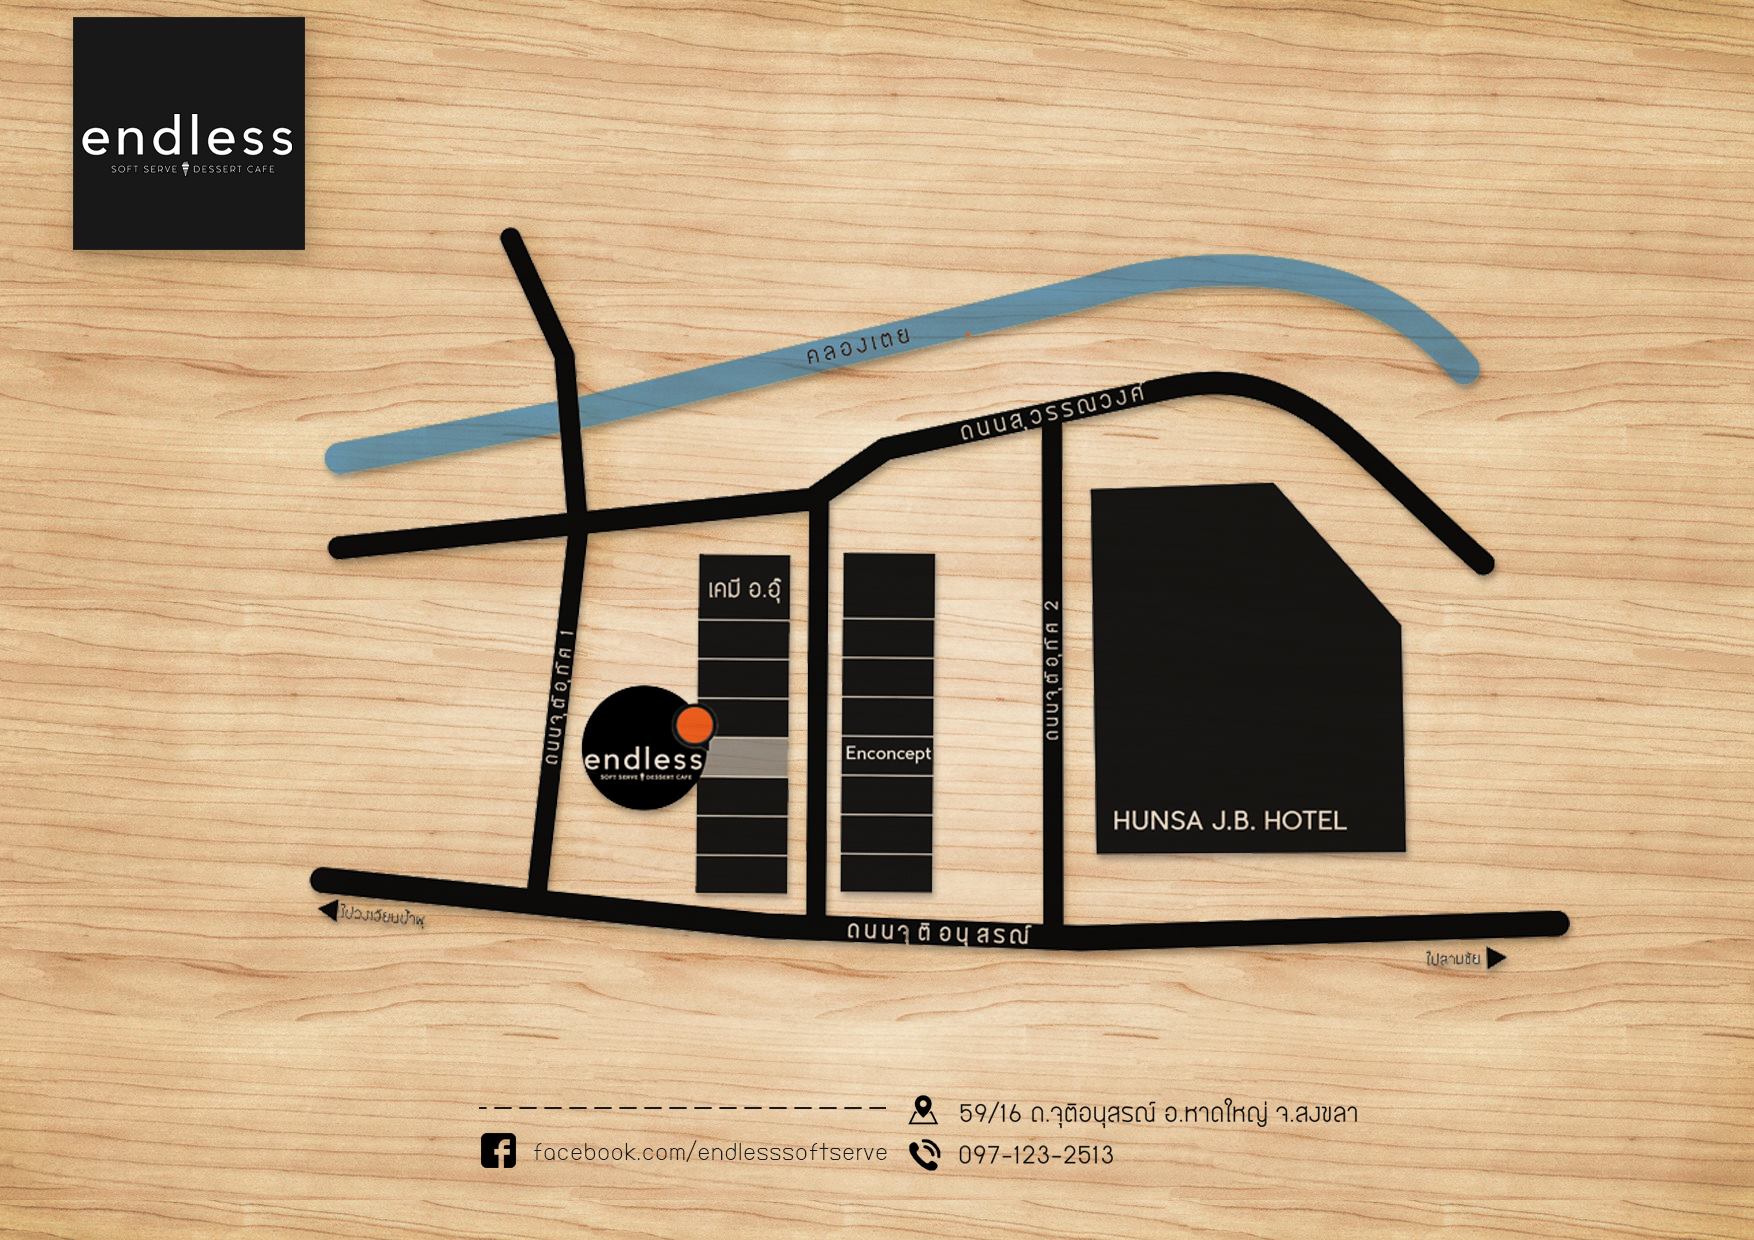 endless
SOFT SERVE DESSERT CAFE
คลองเตย
ถนนสุวรรณวงศ์
เคมี อ.อุ๊
ถนนจุติอุทิศ 1
ถนนจุติอุทิศ 2
endless
SOFT SERVE DESSERT CAFE
Enconcept
HUNSA J.B. HOTEL
ไปวงเวียนน้ำพุ
ถนนจุติอนุสรณ์
ไปสามชัย
59/16 ถ.จุติอนุสรณ์ อ.หาดใหญ่ จ.สงขลา
facebook.com/endlesssoftserve
097-123-2513